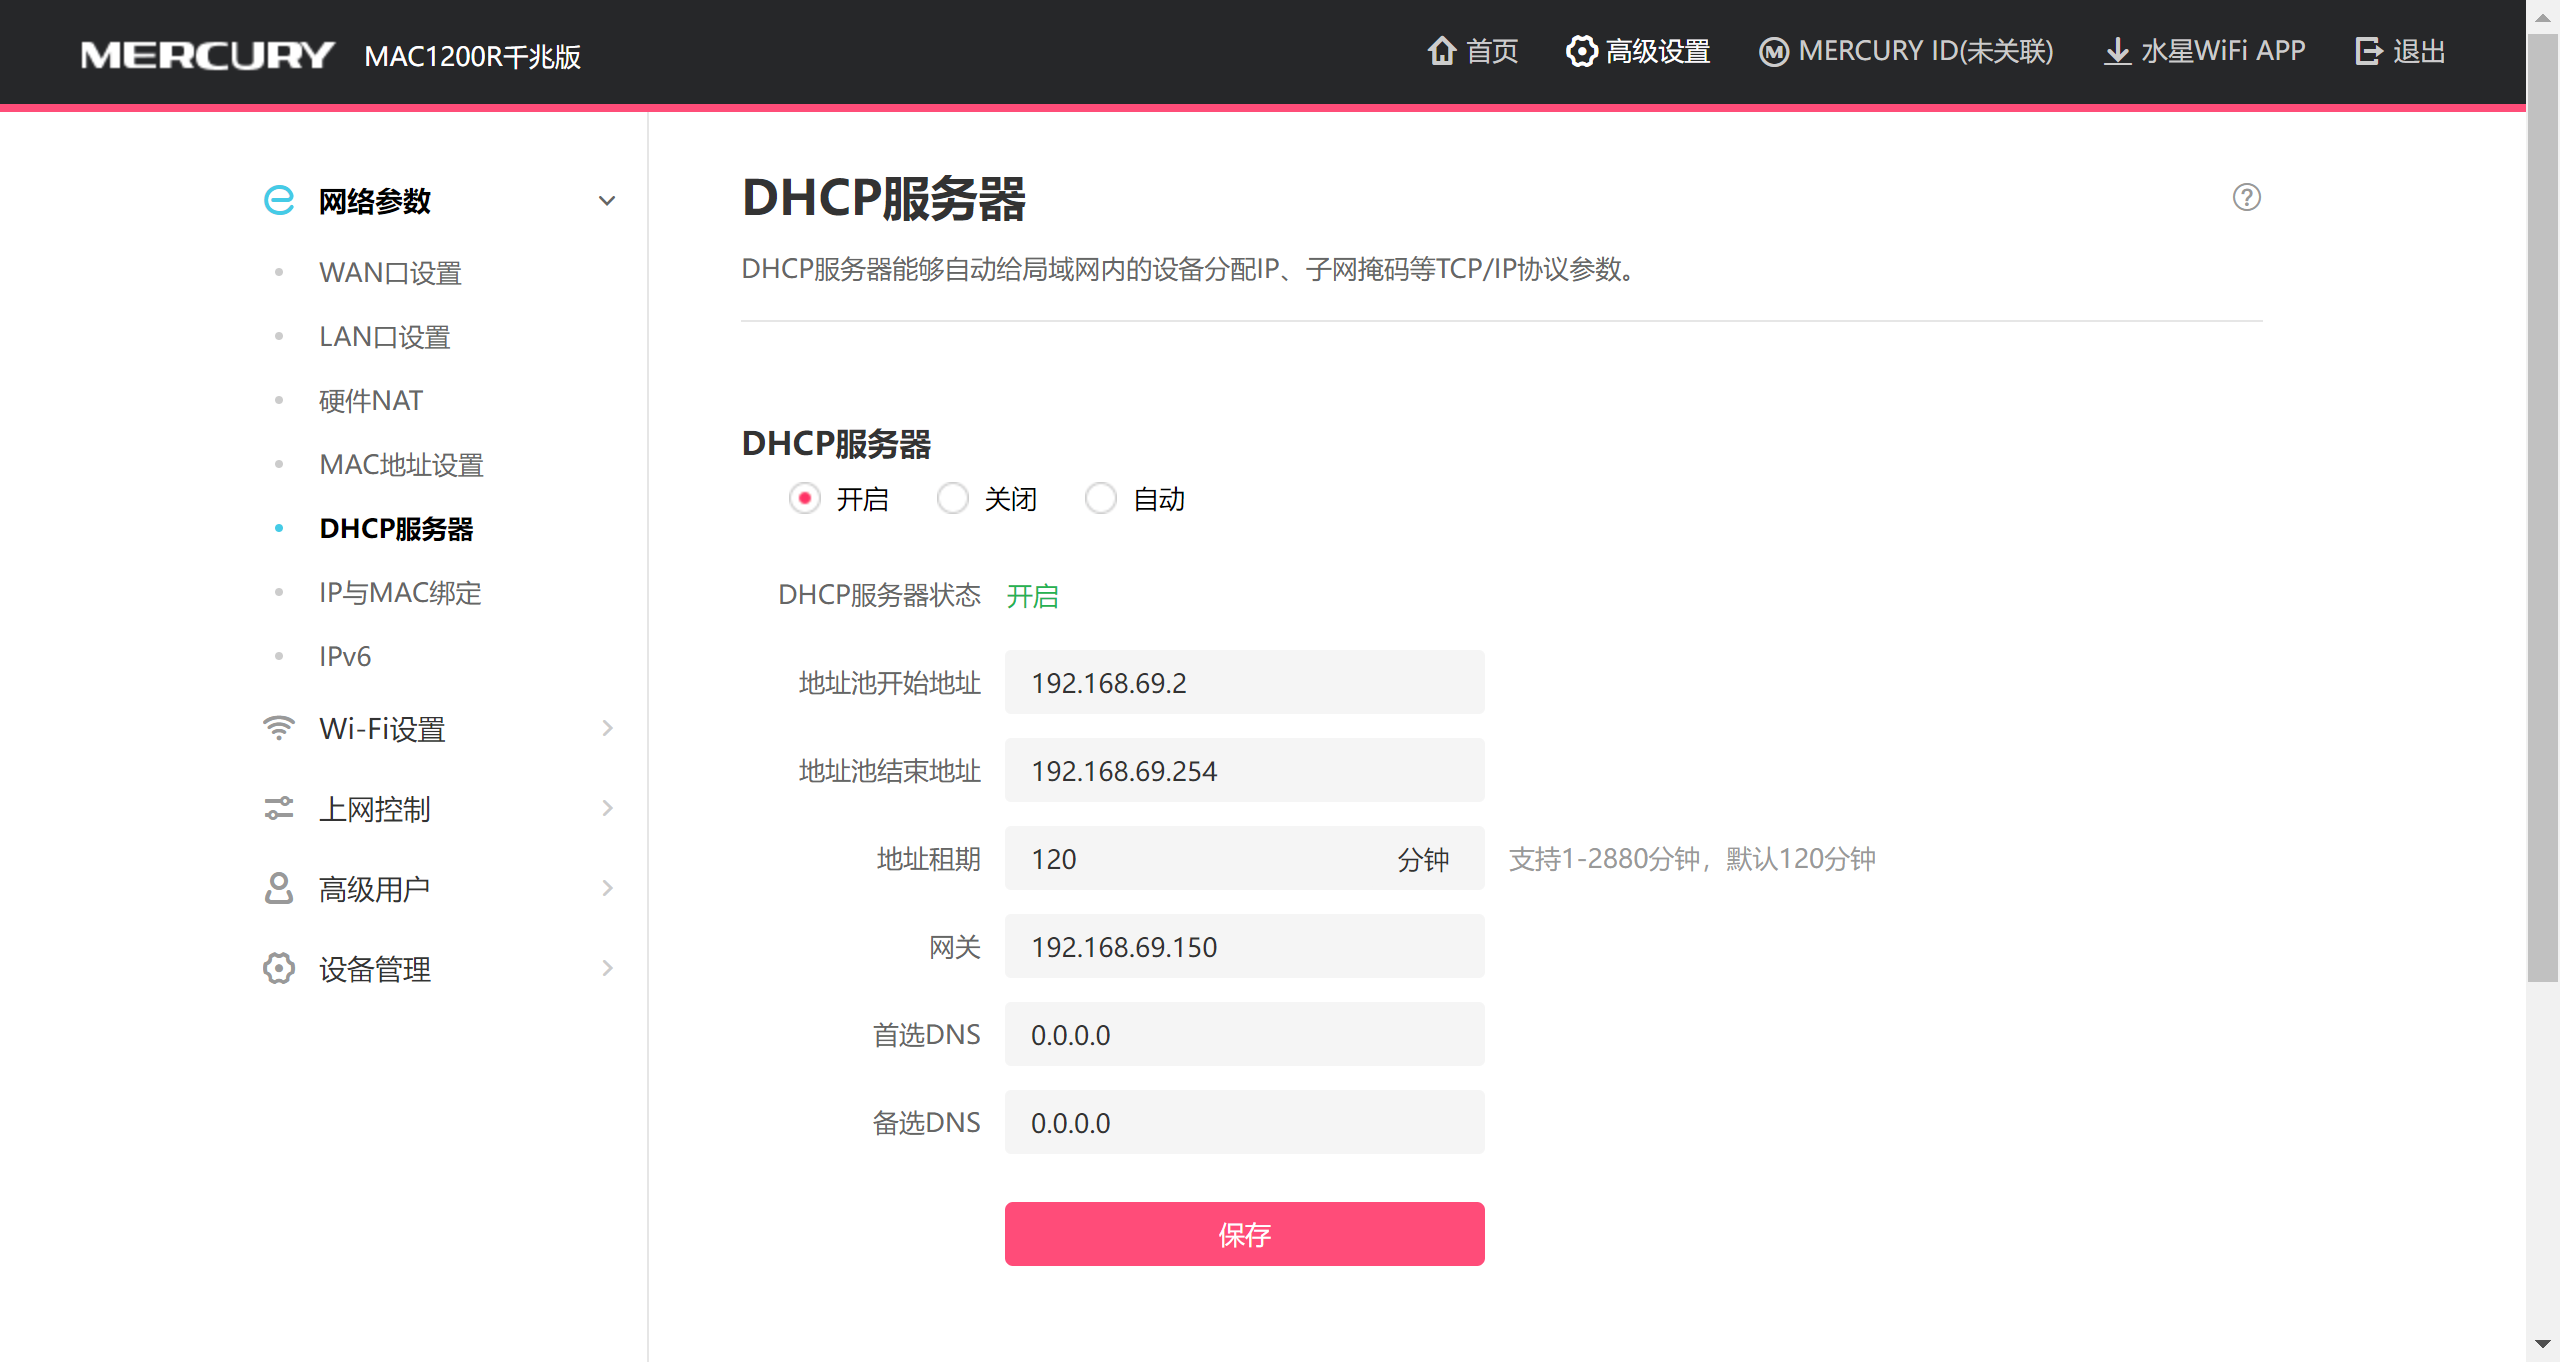 MERCURY MAC1200R千兆版 首页 高级设置 MERCURY ID(未关联) 水星WiFi APP 退出
网络参数
WAN口设置
LAN口设置
硬件NAT
MAC地址设置
DHCP服务器
IP与MAC绑定
IPv6
Wi-Fi设置
上网控制
高级用户
设备管理
DHCP服务器
DHCP服务器能够自动给局域网内的设备分配IP、子网掩码等TCP/IP协议参数。
DHCP服务器
开启 关闭 自动
DHCP服务器状态 开启
地址池开始地址 192.168.69.2
地址池结束地址 192.168.69.254
地址租期 120 分钟 支持1-2880分钟，默认120分钟
网关 192.168.69.150
首选DNS 0.0.0.0
备选DNS 0.0.0.0
保存